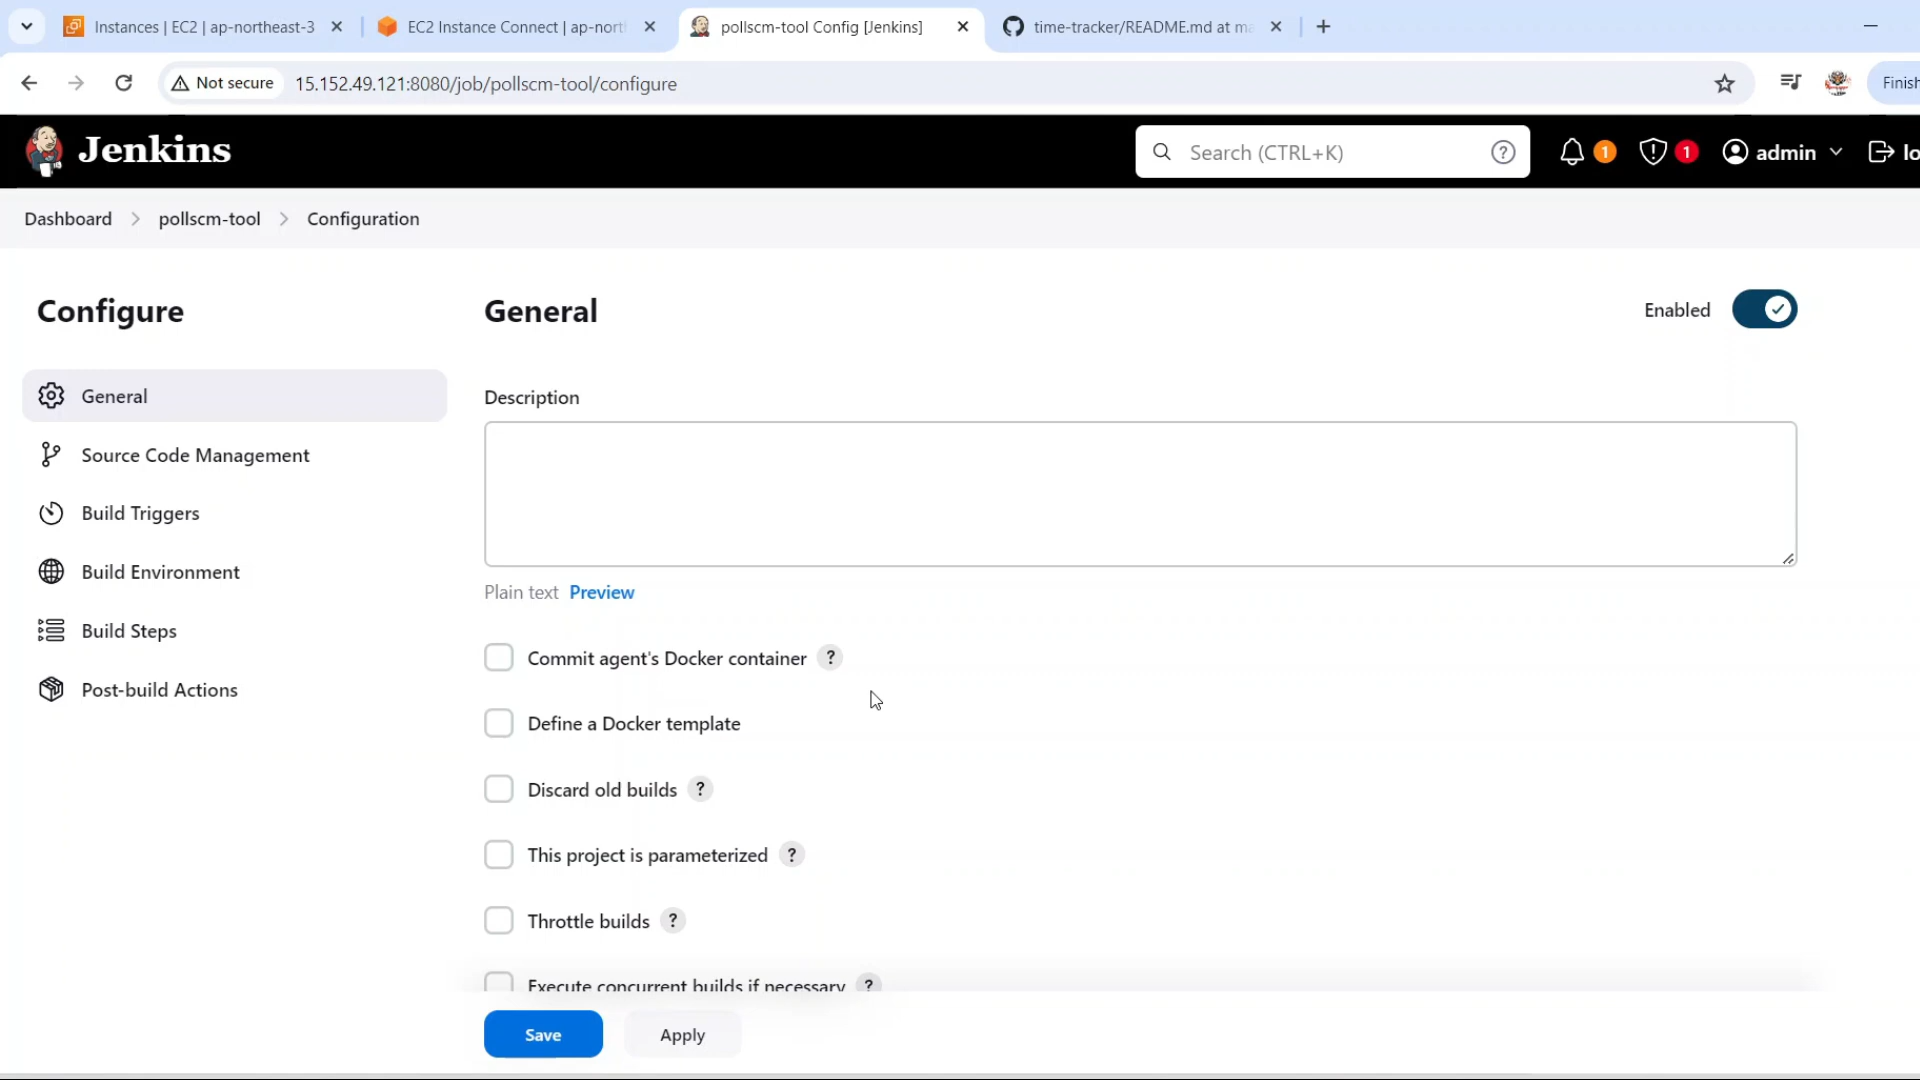 Instances | EC2 | ap-northeast-3
EC2 Instance Connect | ap-nort
pollscm-tool Config [Jenkins]
time-tracker/README.md at ma
Not secure
15.152.49.121:8080/job/pollscm-tool/configure
Finish
Jenkins
Search (CTRL+K)
?
1
1
admin
lo
Dashboard
pollscm-tool
Configuration
Configure
General
Source Code Management
Build Triggers
Build Environment
Build Steps
Post-build Actions
General
Enabled
Description
Plain text Preview
Commit agent's Docker container ?
Define a Docker template
Discard old builds ?
This project is parameterized ?
Throttle builds ?
Execute concurrent builds if necessary ?
Save
Apply